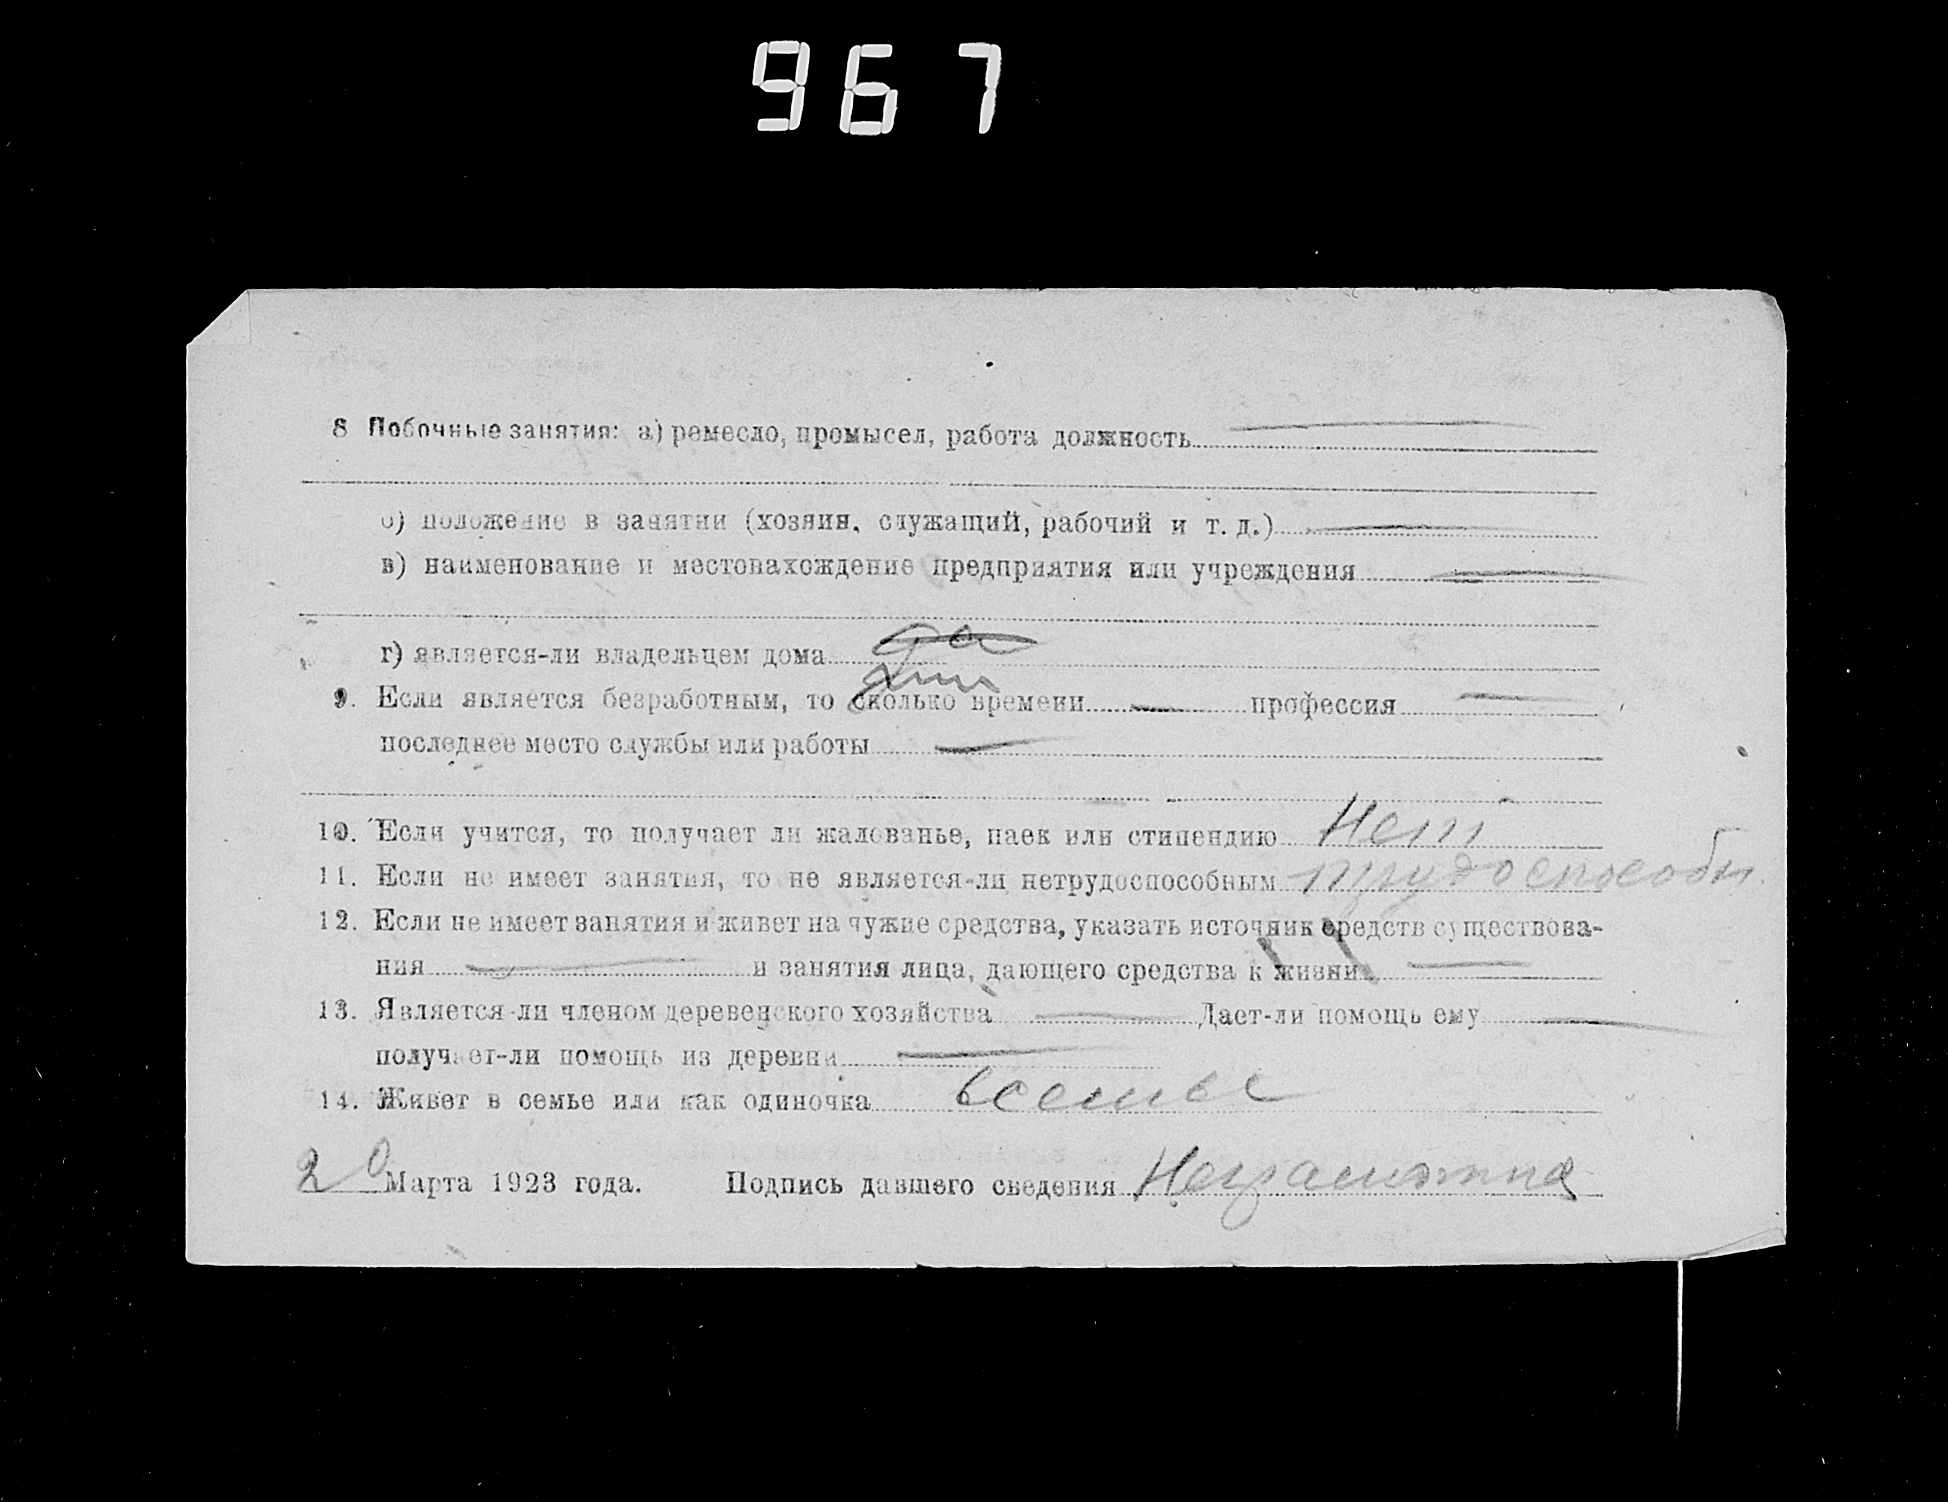 967
8 Побочные занятия: а) ремесло, промысел, работа должность
б) положение в занятии (хозяин, служащий, рабочий и т. д.)
в) наименование и местонахождение предприятия или учреждения
г) является-ли владельцем дома да
9. Если является безработным, то сколько времени — профессия —
последнее место службы или работы —
10. Если учится, то получает ли жалованье, паек или стипендию Нет
11. Если не имеет занятия, то не является-ли нетрудоспособным трудоспособн.
12. Если не имеет занятия и живет на чужие средства, указать источник средств существова-
ния — и занятия лица, дающего средства к жизни —
13. Является-ли членом деревенского хозяйства — Дает-ли помощь ему —
получает-ли помощь из деревни —
14. Живет в семье или как одиночка всемье
20 Марта 1923 года. Подпись давшего сведения Неграмотна